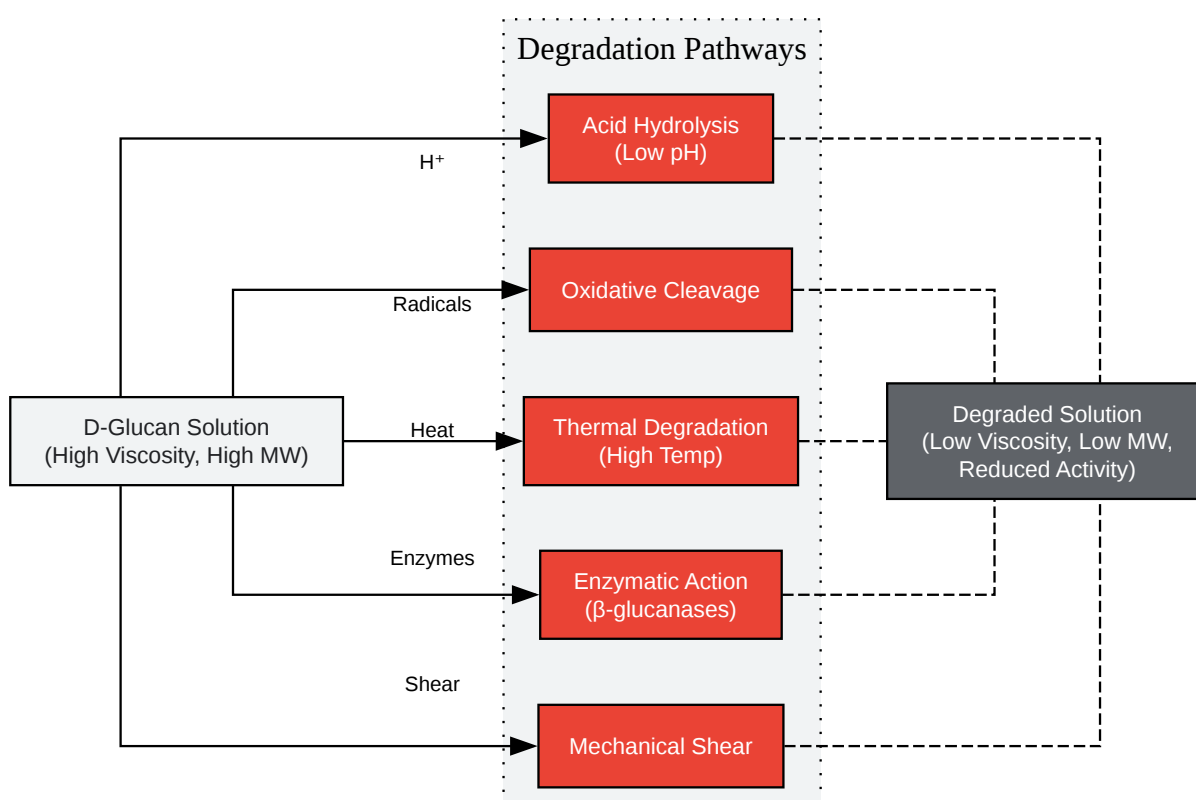 Degradation Pathways
Acid Hydrolysis
(Low pH)
H⁺
Oxidative Cleavage
Radicals
D-Glucan Solution
(High Viscosity, High MW)
Heat
Thermal Degradation
(High Temp)
Degraded Solution
(Low Viscosity, Low MW,
Reduced Activity)
Enzymes
Enzymatic Action
(β-glucanases)
Shear
Mechanical Shear